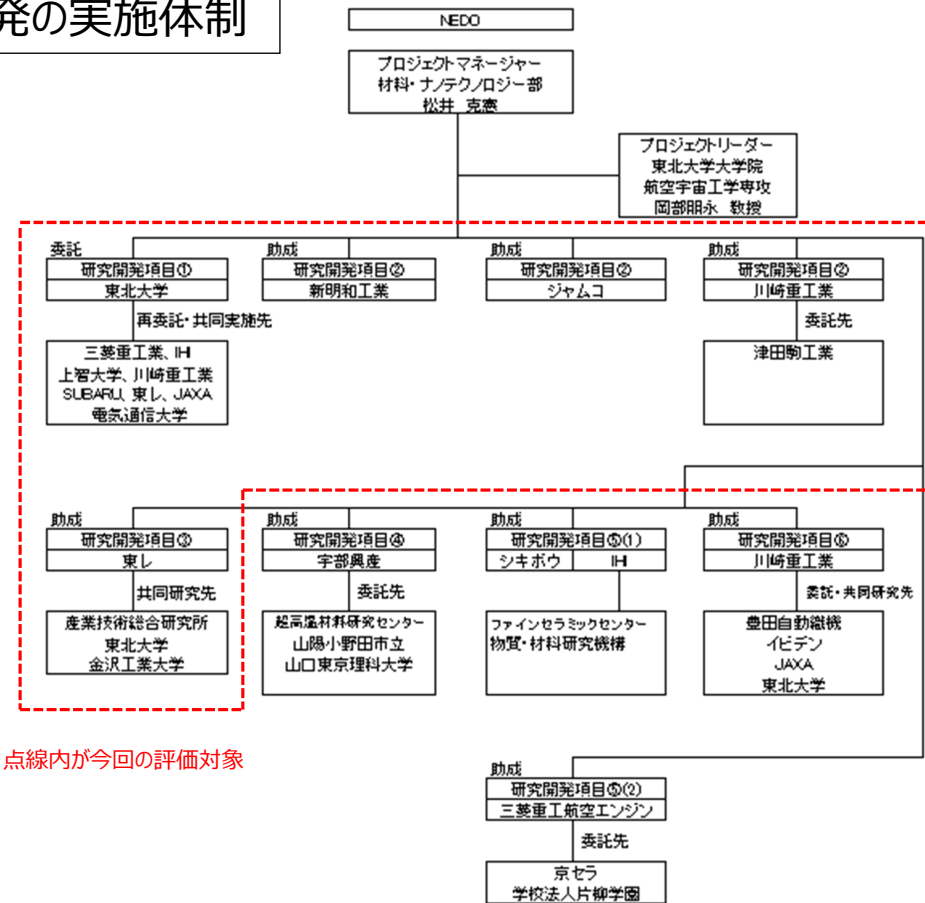 発の実施体制
NEDO
プロジェクトマネージャー
材料・ナノテクノロジー部
松井 克憲
プロジェクトリーダー
東北大学大学院
航空宇宙工学専攻
岡部朋永 教授
委託
研究開発項目①
東北大学
再委託・共同実施先
三菱重工業、IHI
上智大学、川崎重工業
SUBARU、東レ、JAXA
電気通信大学
助成
研究開発項目②
新明和工業
助成
研究開発項目②
ジャムコ
助成
研究開発項目②
川崎重工業
委託先
津田駒工業
助成
研究開発項目③
東レ
共同研究先
産業技術総合研究所
東北大学
金沢工業大学
助成
研究開発項目④
宇部興産
委託先
超高温材料研究センター
山陽小野田市立
山口東京理科大学
助成
研究開発項目⑤(1)
シキボウ IHI
ファインセラミックセンター
物質・材料研究機構
助成
研究開発項目⑥
川崎重工業
委託・共同研究先
豊田自動織機
イビデン
JAXA
東北大学
点線内が今回の評価対象
助成
研究開発項目⑤(2)
三菱重工航空エンジン
委託先
京セラ
学校法人片柳学園